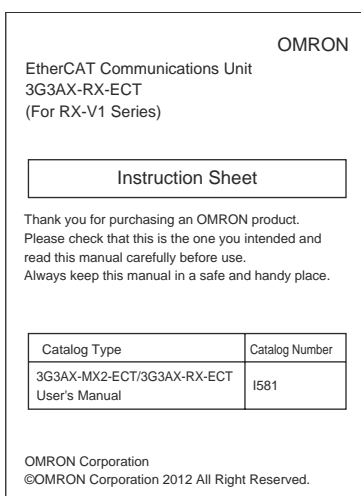 OMRON
EtherCAT Communications Unit
3G3AX-RX-ECT
(For RX-V1 Series)
Instruction Sheet
Thank you for purchasing an OMRON product.
Please check that this is the one you intended and
read this manual carefully before use.
Always keep this manual in a safe and handy place.
Catalog Type Catalog Number
3G3AX-MX2-ECT/3G3AX-RX-ECT
User's Manual I581
OMRON Corporation
©OMRON Corporation 2012 All Right Reserved.